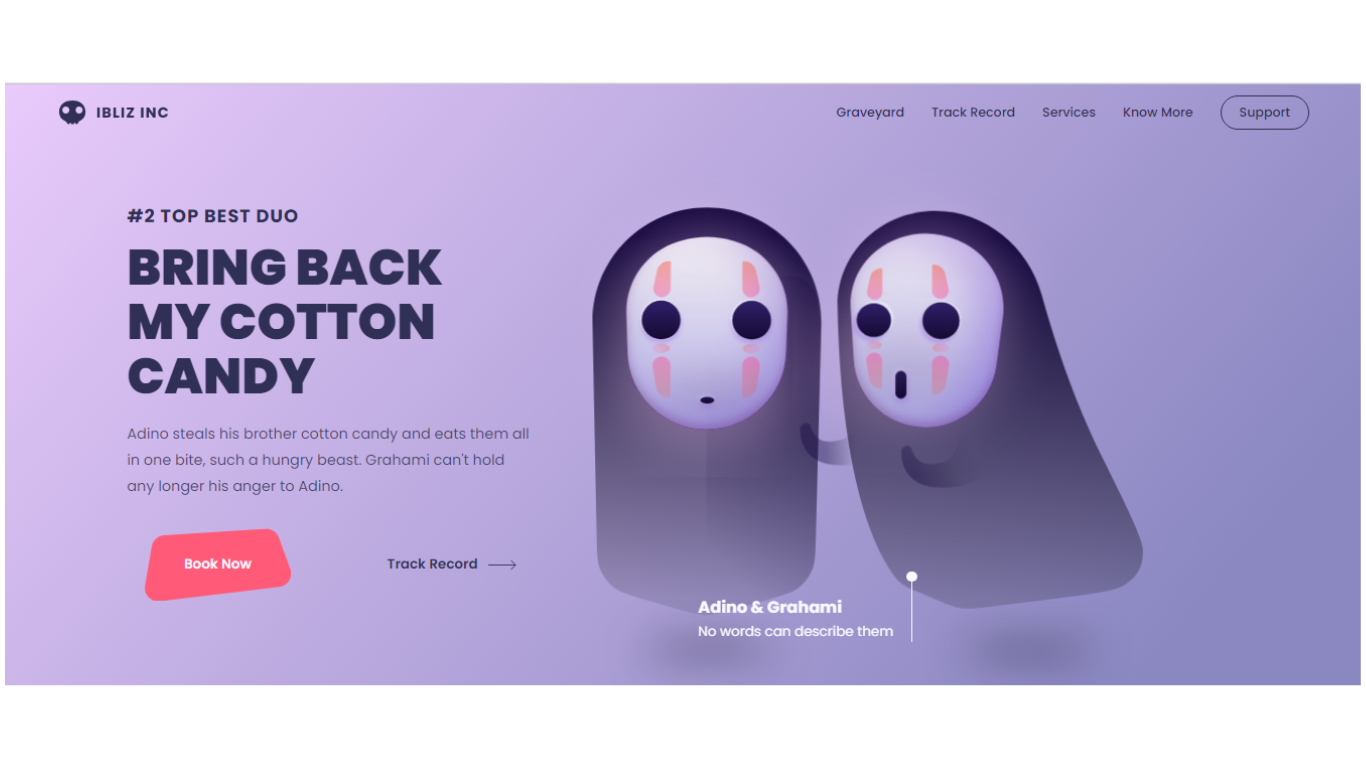 IBLIZ INC
Graveyard
Track Record
Services
Know More
Support
#2 TOP BEST DUO
BRING BACK
MY COTTON
CANDY
Adino steals his brother cotton candy and eats them all
in one bite, such a hungry beast. Grahami can't hold
any longer his anger to Adino.
Book Now
Track Record
Adino & Grahami
No words can describe them